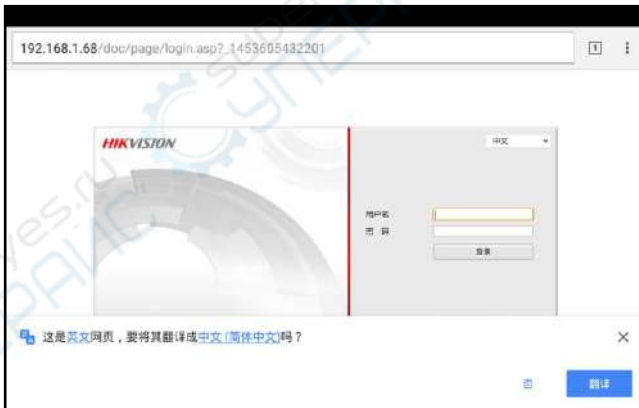 192.168.1.68/doc/page/login.asp?_1453605432201
1
HIKVISION
中文
用户名
密 码
登录
这是英文网页,要将其翻译成中文(简体中文)吗?
否
翻译